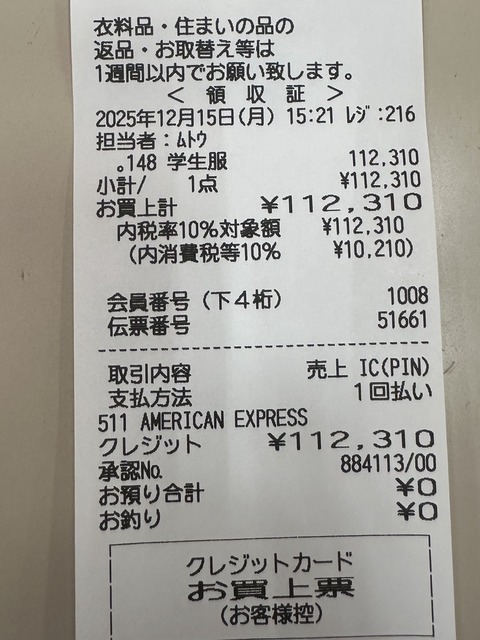 衣料品・住まいの品の
返品・お取替え等は
1週間以内でお願い致します。
＜ 領 収 証 ＞
2025年12月15日(月) 15:21 ﾚｼﾞ:216
担当者：ﾑﾄｳ
.148 学生服 112,310
小計/ 1点 ¥112,310
お買上計 ¥112,310
内税率10%対象額 ¥112,310
(内消費税等10% ¥10,210)
会員番号（下４桁） 1008
伝票番号 51661
取引内容 売上 IC(PIN)
支払方法 １回払い
511 AMERICAN EXPRESS
クレジット ¥112,310
承認No. 884113/00
お預り合計 ¥0
お釣り ¥0
クレジットカード
お買上票
(お客様控)